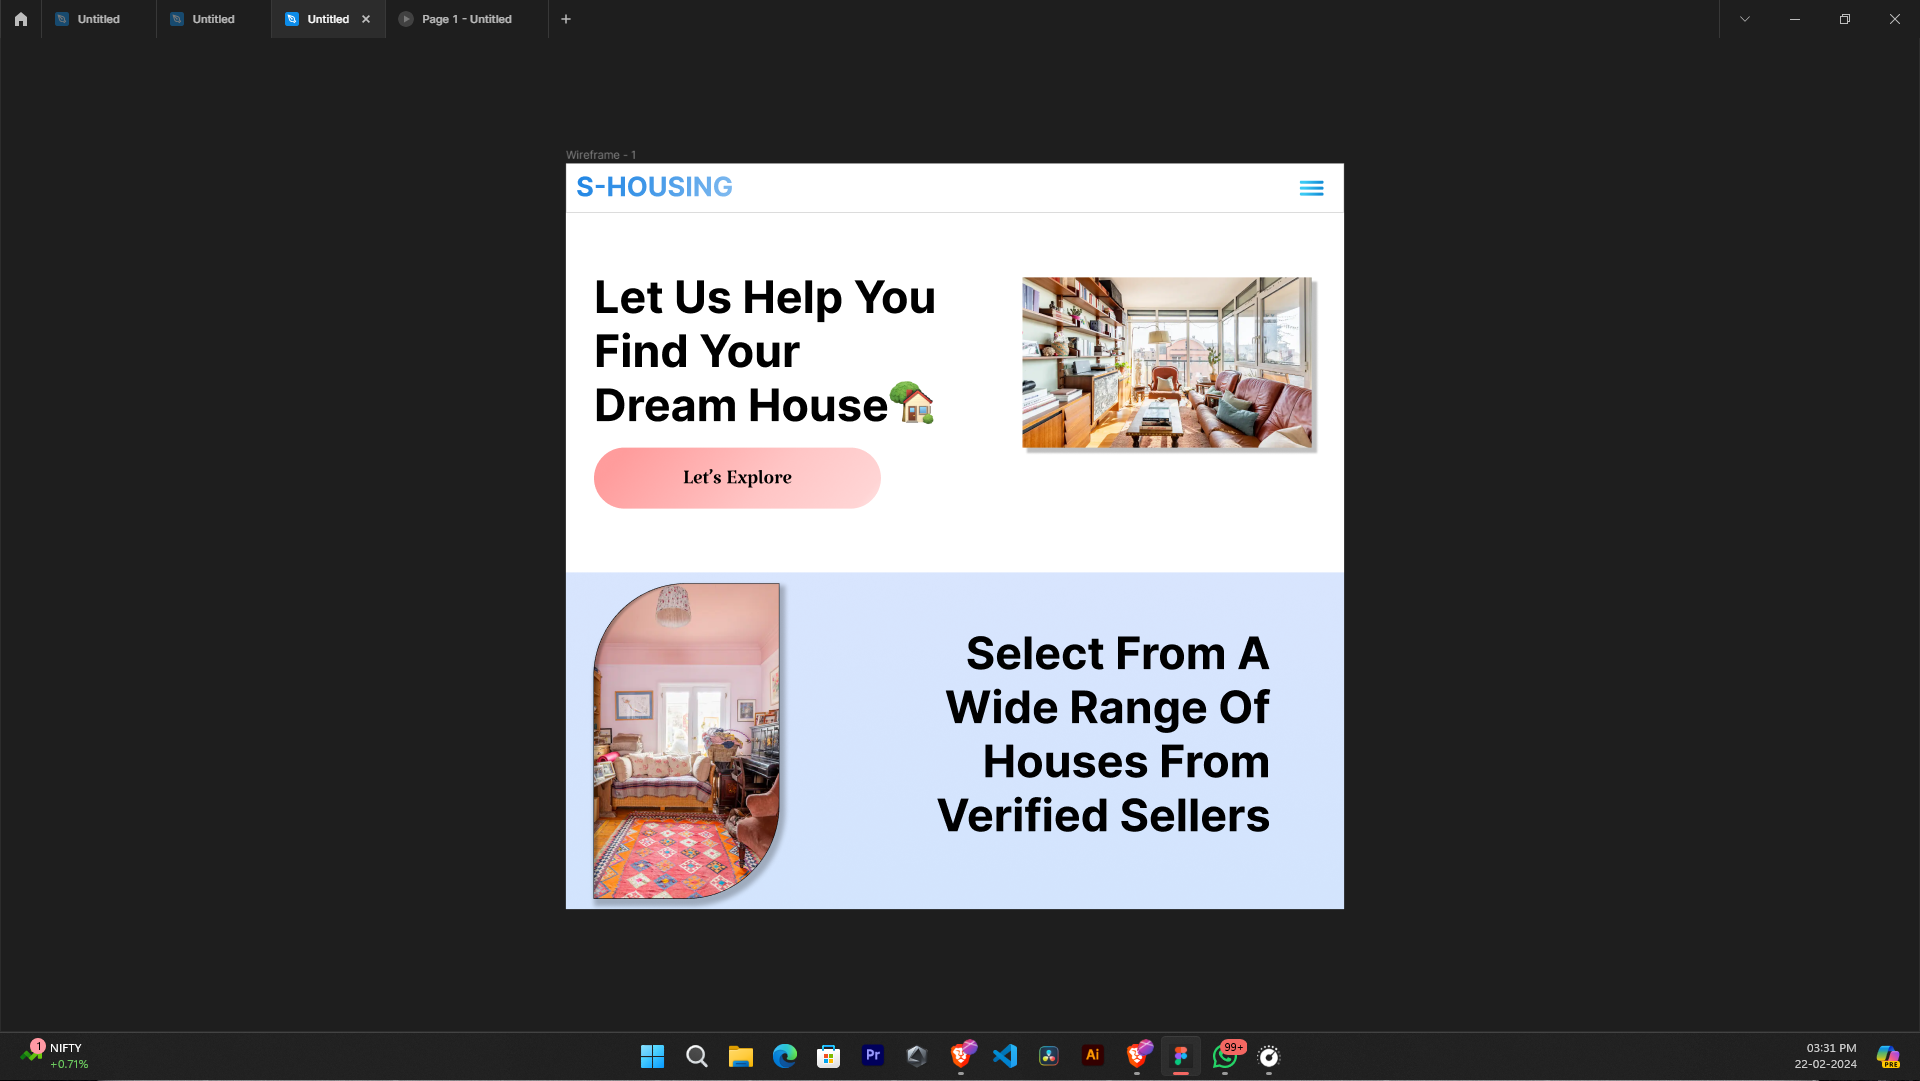 Untitled
Untitled
Untitled
Page 1 - Untitled
Wireframe - 1
S-HOUSING
Let Us Help You
Find Your
Dream House
Let's Explore
Select From A
Wide Range Of
Houses From
Verified Sellers
1
NIFTY
+0.71%
Pr
Ai
99+
03:31 PM
22-02-2024
PRE